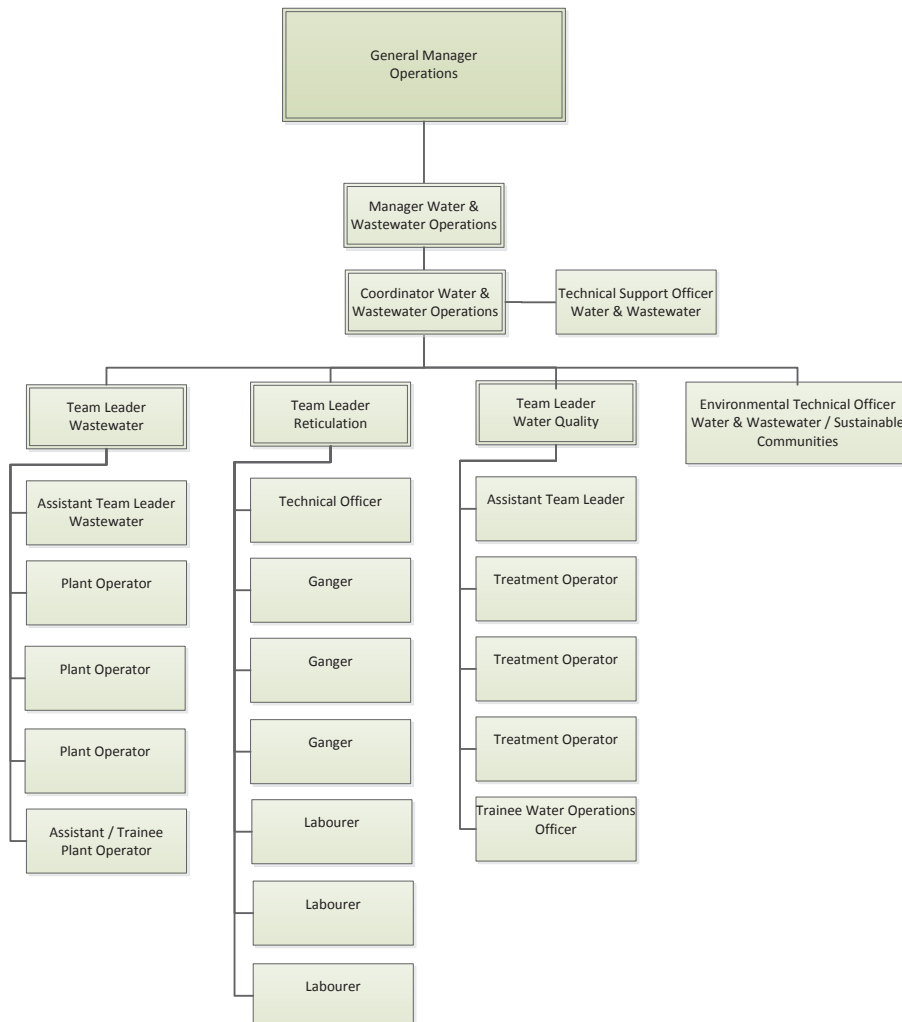 General Manager
Operations
Manager Water &
Wastewater Operations
Coordinator Water &
Wastewater Operations
Technical Support Officer
Water & Wastewater
Team Leader
Wastewater
Team Leader
Reticulation
Team Leader
Water Quality
Environmental Technical Officer
Water & Wastewater / Sustainable
Communities
Assistant Team Leader
Wastewater
Plant Operator
Plant Operator
Plant Operator
Assistant / Trainee
Plant Operator
Technical Officer
Ganger
Ganger
Ganger
Labourer
Labourer
Labourer
Assistant Team Leader
Treatment Operator
Treatment Operator
Treatment Operator
Trainee Water Operations
Officer